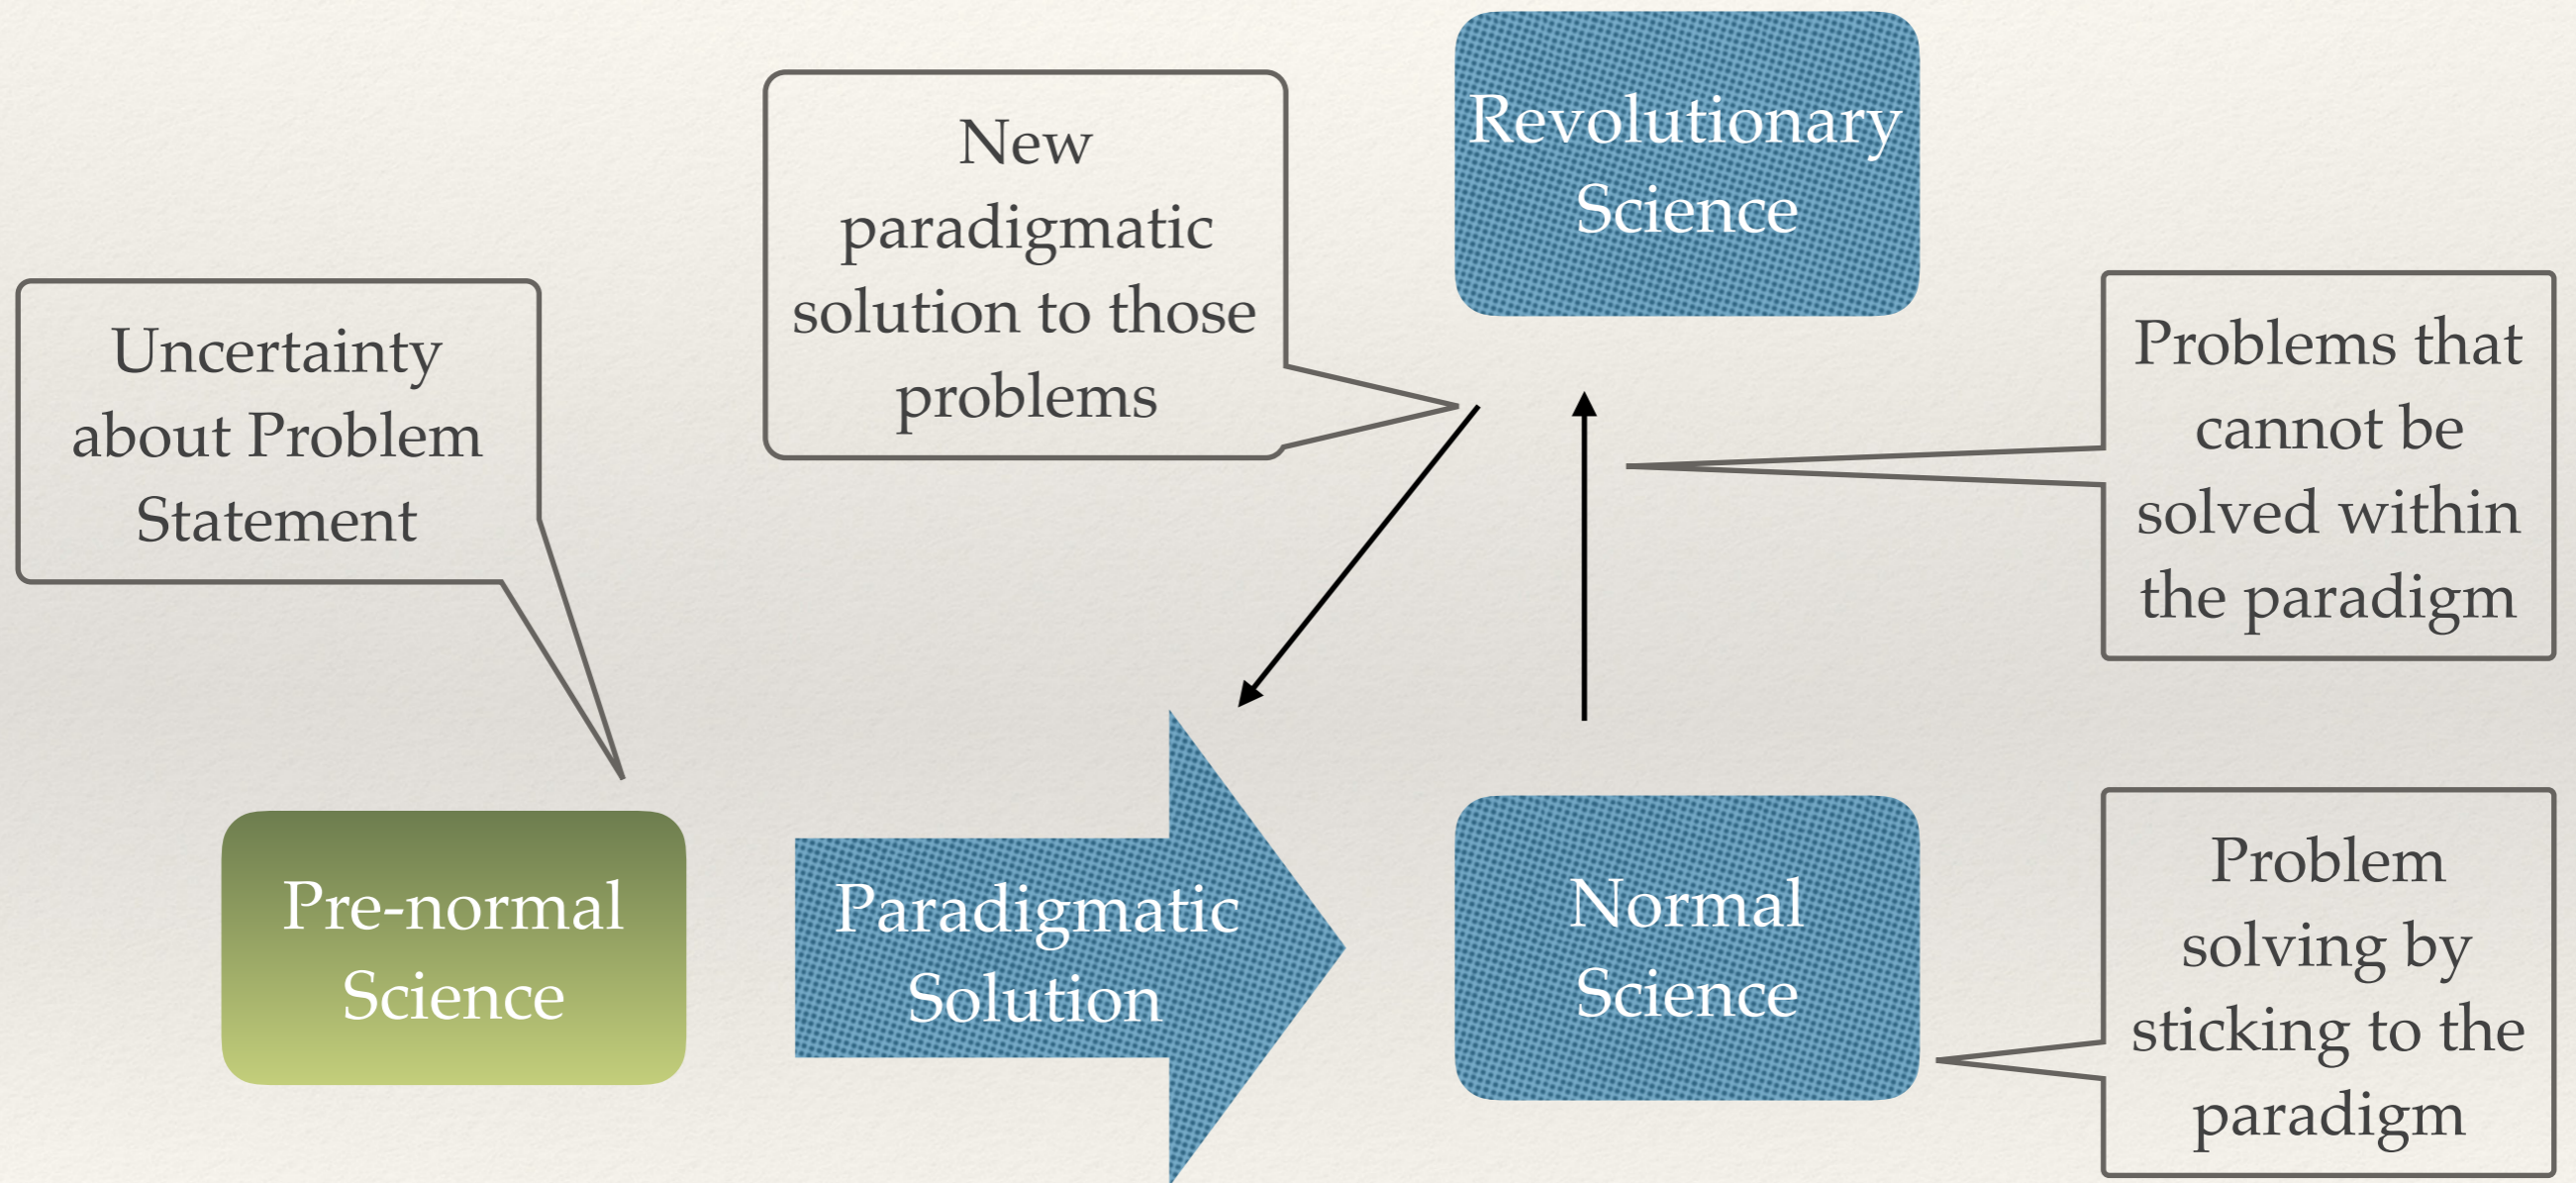 Revolutionary
Science
New
paradigmatic
solution to those
problems
Uncertainty
about Problem
Statement
Problems that
cannot be
solved within
the paradigm
Pre-normal
Science
Paradigmatic
Solution
Normal
Science
Problem
solving by
sticking to the
paradigm